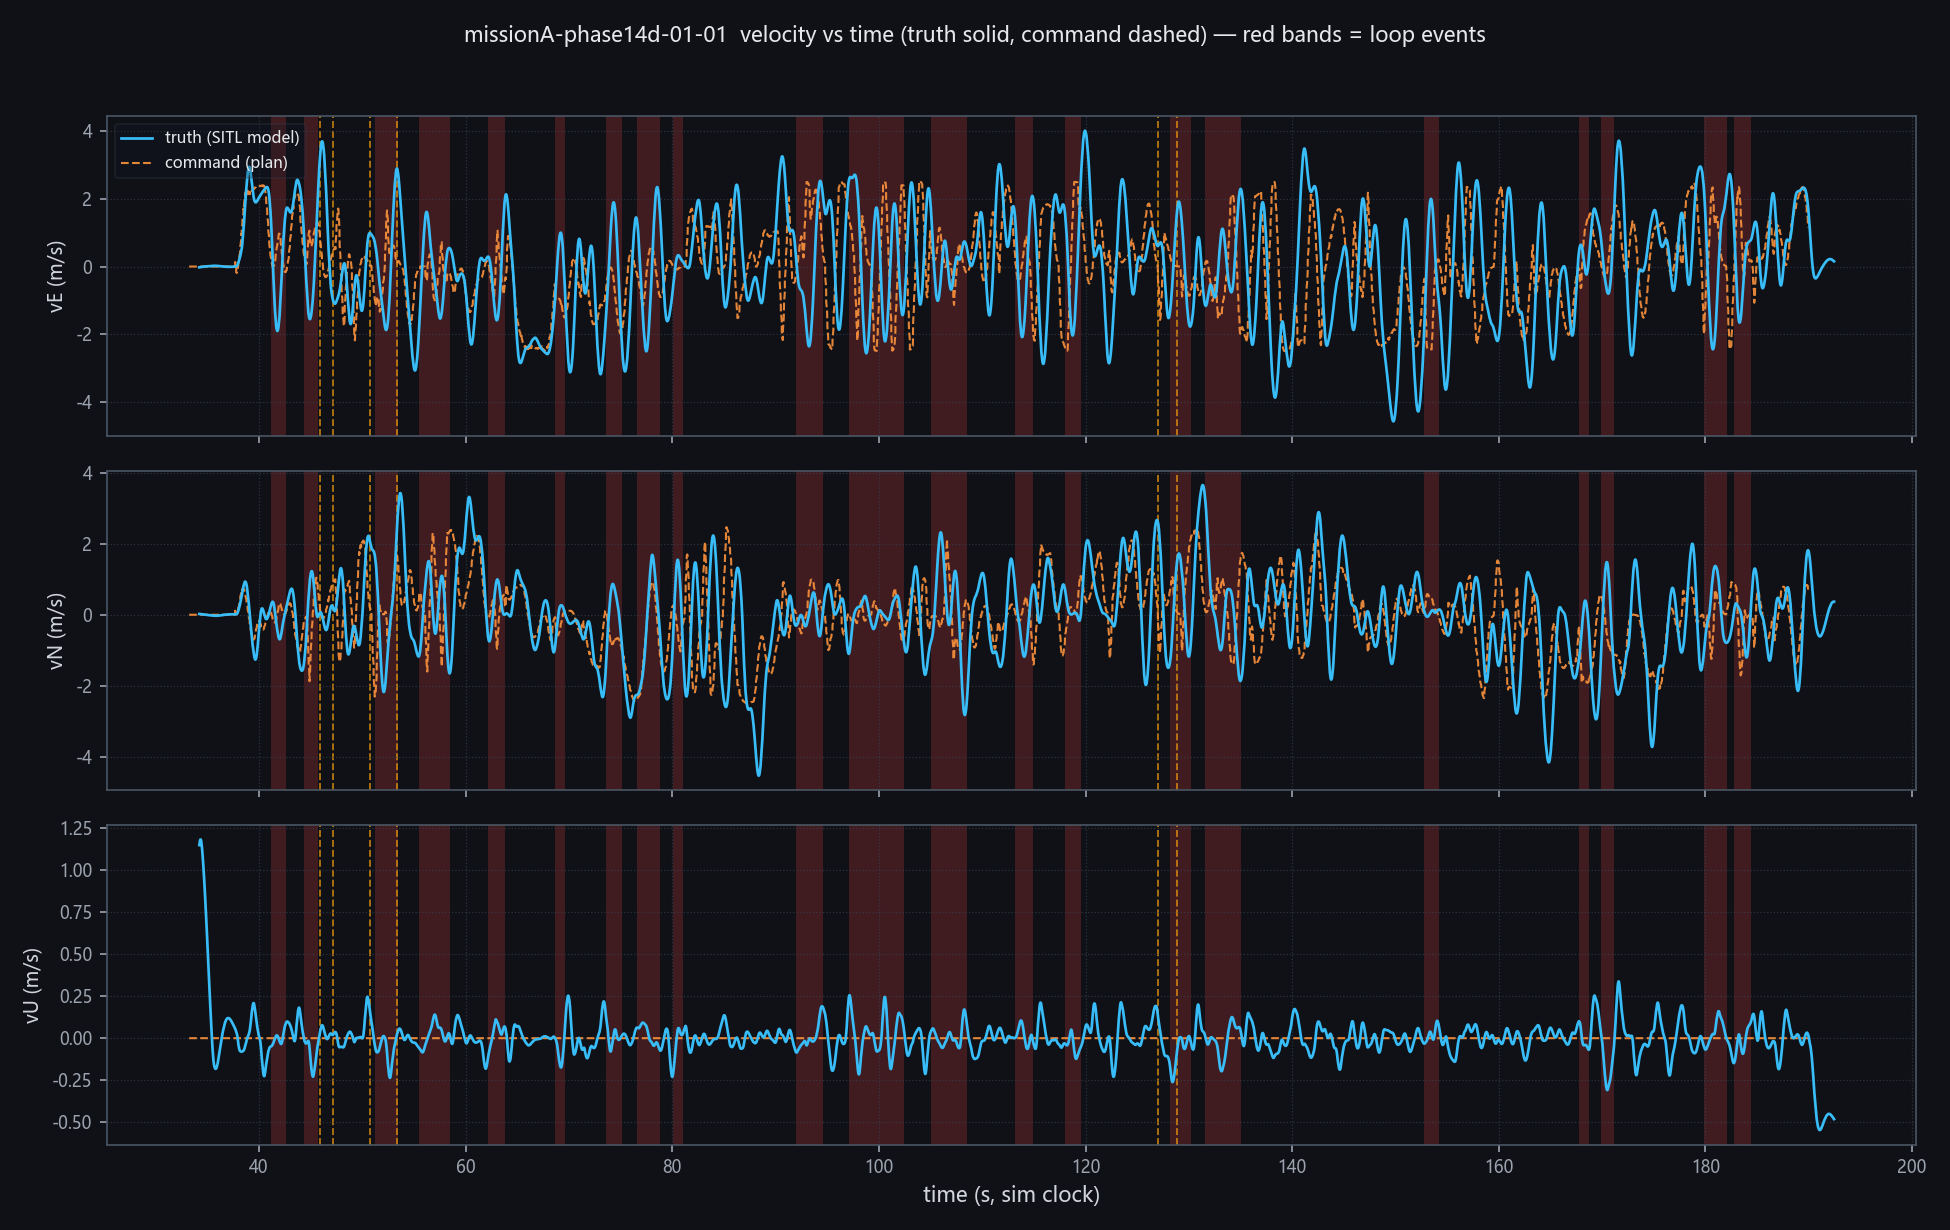 missionA-phase14d-01-01  velocity vs time (truth solid, command dashed) — red bands = loop events
truth (SITL model)
command (plan)
4
2
0
-2
-4
vE (m/s)
4
2
0
-2
-4
vN (m/s)
1.25
1.00
0.75
0.50
0.25
0.00
-0.25
-0.50
vU (m/s)
40 60 80 100 120 140 160 180 200
time (s, sim clock)